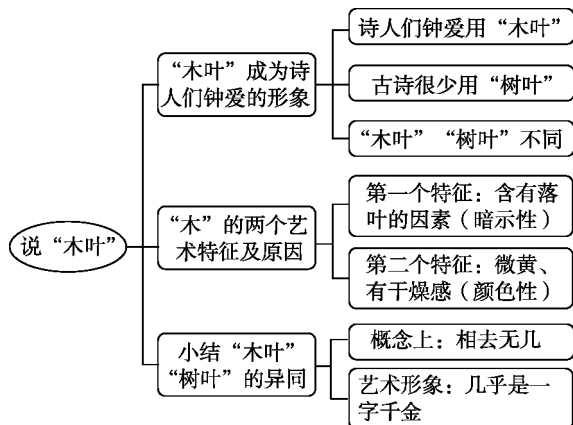 说“木叶”
“木叶”成为诗
人们钟爱的形象
诗人们钟爱用“木叶”
古诗很少用“树叶”
“木叶”“树叶”不同
“木”的两个艺
术特征及原因
第一个特征：含有落
叶的因素（暗示性）
第二个特征：微黄、
有干燥感（颜色性）
小结“木叶”
“树叶”的异同
概念上：相去无几
艺术形象：几乎是一
字千金